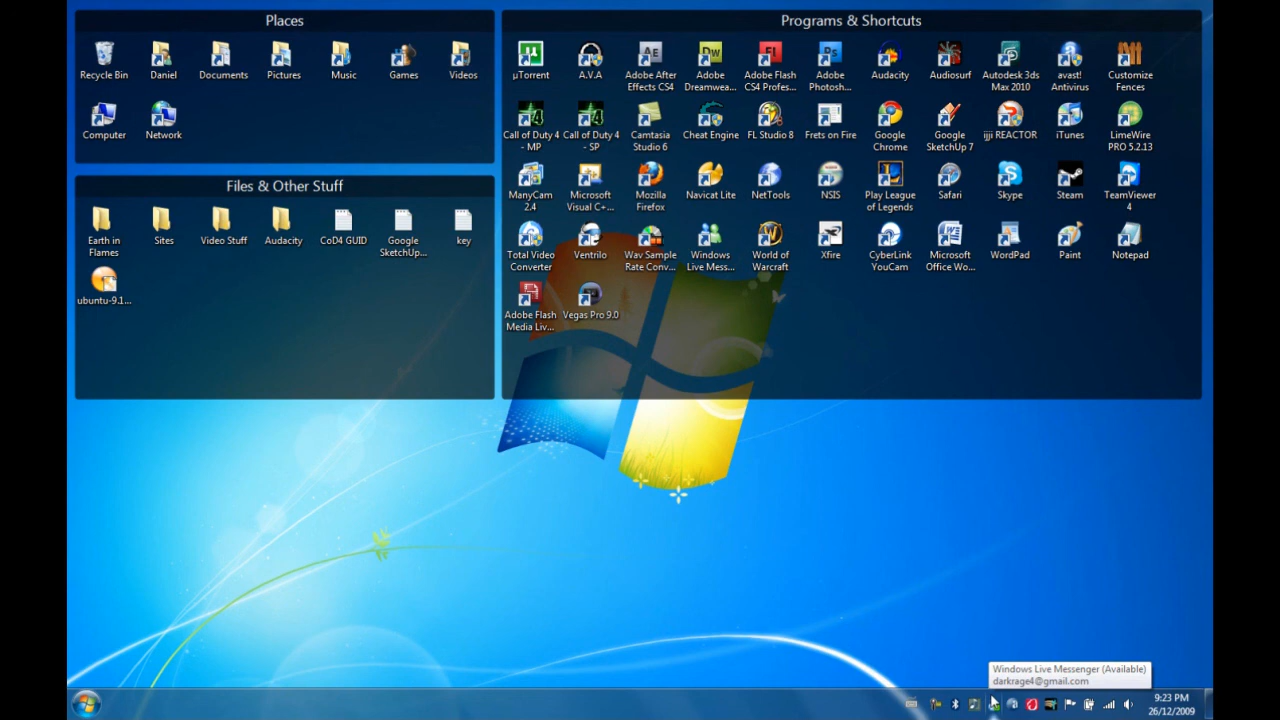 Places
Recycle Bin
Daniel
Documents
Pictures
Music
Games
Videos
Computer
Network
Files & Other Stuff
Earth in
Flames
Sites
Video Stuff
Audacity
CoD4 GUID
Google
SketchUp...
key
ubuntu-9.1...
Programs & Shortcuts
µTorrent
A.V.A
Adobe After
Effects CS4
Adobe
Dreamwea...
Adobe Flash
CS4 Profes...
Adobe
Photosh...
Audacity
Audiosurf
Autodesk 3ds
Max 2010
avast!
Antivirus
Customize
Fences
Call of Duty 4
- MP
Call of Duty 4
- SP
Camtasia
Studio 6
Cheat Engine
FL Studio 8
Frets on Fire
Google
Chrome
Google
SketchUp 7
ijji REACTOR
iTunes
LimeWire
PRO 5.2.13
ManyCam
2.4
Microsoft
Visual C+...
Mozilla
Firefox
Navicat Lite
NetTools
NSIS
Play League
of Legends
Safari
Skype
Steam
TeamViewer
4
Total Video
Converter
Ventrilo
Wav Sample
Rate Conv...
Windows
Live Mess...
World of
Warcraft
Xfire
CyberLink
YouCam
Microsoft
Office Wo...
WordPad
Paint
Notepad
Adobe Flash
Media Liv...
Vegas Pro 9.0
Windows Live Messenger (Available)
darkrage4@gmail.com
9:23 PM
26/12/2009